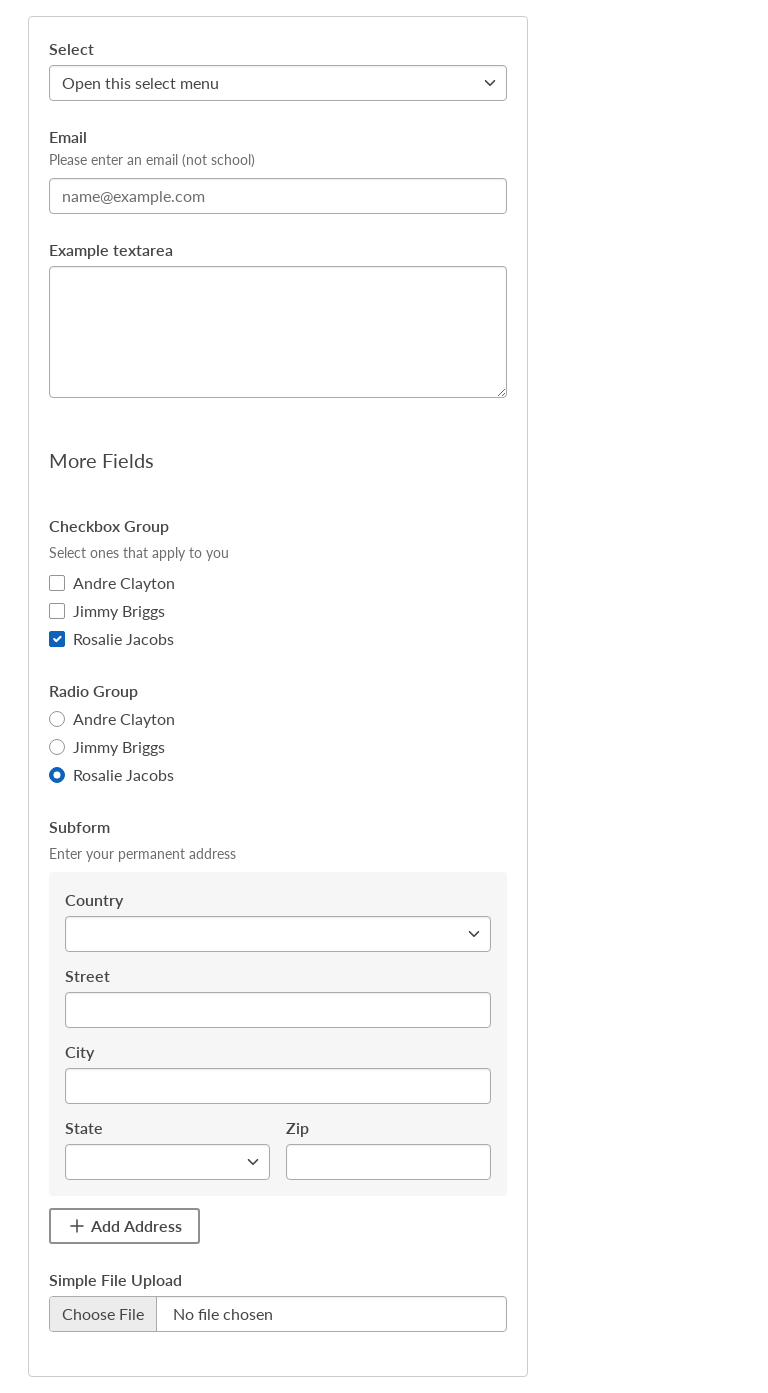 Select
Open this select menu
Email
Please enter an email (not school)
name@example.com
Example textarea
More Fields
Checkbox Group
Select ones that apply to you
Andre Clayton
Jimmy Briggs
Rosalie Jacobs
Radio Group
Andre Clayton
Jimmy Briggs
Rosalie Jacobs
Subform
Enter your permanent address
Country
Street
City
State Zip
Add Address
Simple File Upload
Choose File No file chosen